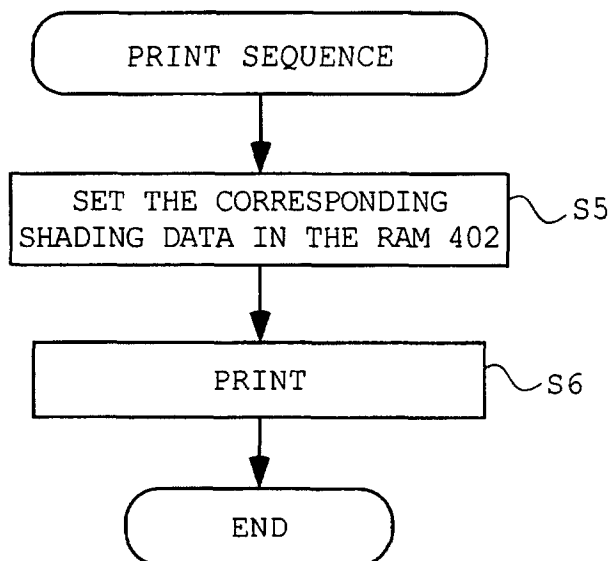 PRINT SEQUENCE
SET THE CORRESPONDING
SHADING DATA IN THE RAM 402
S5
PRINT
S6
END